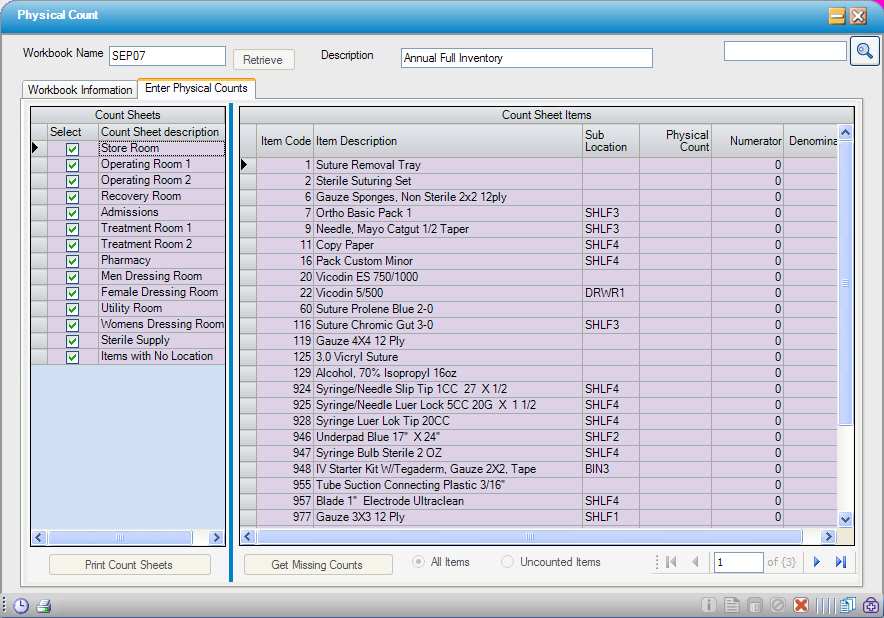 Physical Count
Workbook Name SEP07 Retrieve Description Annual Full Inventory
Workbook Information Enter Physical Counts
Count Sheets
Select Count Sheet description
Store Room
Operating Room 1
Operating Room 2
Recovery Room
Admissions
Treatment Room 1
Treatment Room 2
Pharmacy
Men Dressing Room
Female Dressing Room
Utility Room
Womens Dressing Room
Sterile Supply
Items with No Location
Print Count Sheets
Count Sheet Items
Item Code Item Description Sub Location Physical Count Numerator Denomina
1 Suture Removal Tray 0
2 Sterile Suturing Set 0
6 Gauze Sponges, Non Sterile 2x2 12ply 0
7 Ortho Basic Pack 1 SHLF3 0
9 Needle, Mayo Catgut 1/2 Taper SHLF3 0
11 Copy Paper SHLF4 0
16 Pack Custom Minor SHLF4 0
20 Vicodin ES 750/1000 0
22 Vicodin 5/500 DRWR1 0
60 Suture Prolene Blue 2-0 0
116 Suture Chromic Gut 3-0 SHLF3 0
119 Gauze 4X4 12 Ply 0
125 3.0 Vicryl Suture 0
129 Alcohol, 70% Isopropyl 16oz 0
924 Syringe/Needle Slip Tip 1CC 27 X 1/2 SHLF4 0
925 Syringe/Needle Luer Lock 5CC 20G X 1 1/2 SHLF4 0
928 Syringe Luer Lok Tip 20CC SHLF4 0
946 Underpad Blue 17" X 24" SHLF2 0
947 Syringe Bulb Sterile 2 OZ SHLF4 0
948 IV Starter Kit W/Tegaderm, Gauze 2X2, Tape BIN3 0
955 Tube Suction Connecting Plastic 3/16" 0
957 Blade 1" Electrode Ultraclean SHLF4 0
977 Gauze 3X3 12 Ply SHLF1 0
Get Missing Counts All Items Uncounted Items 1 of {3}